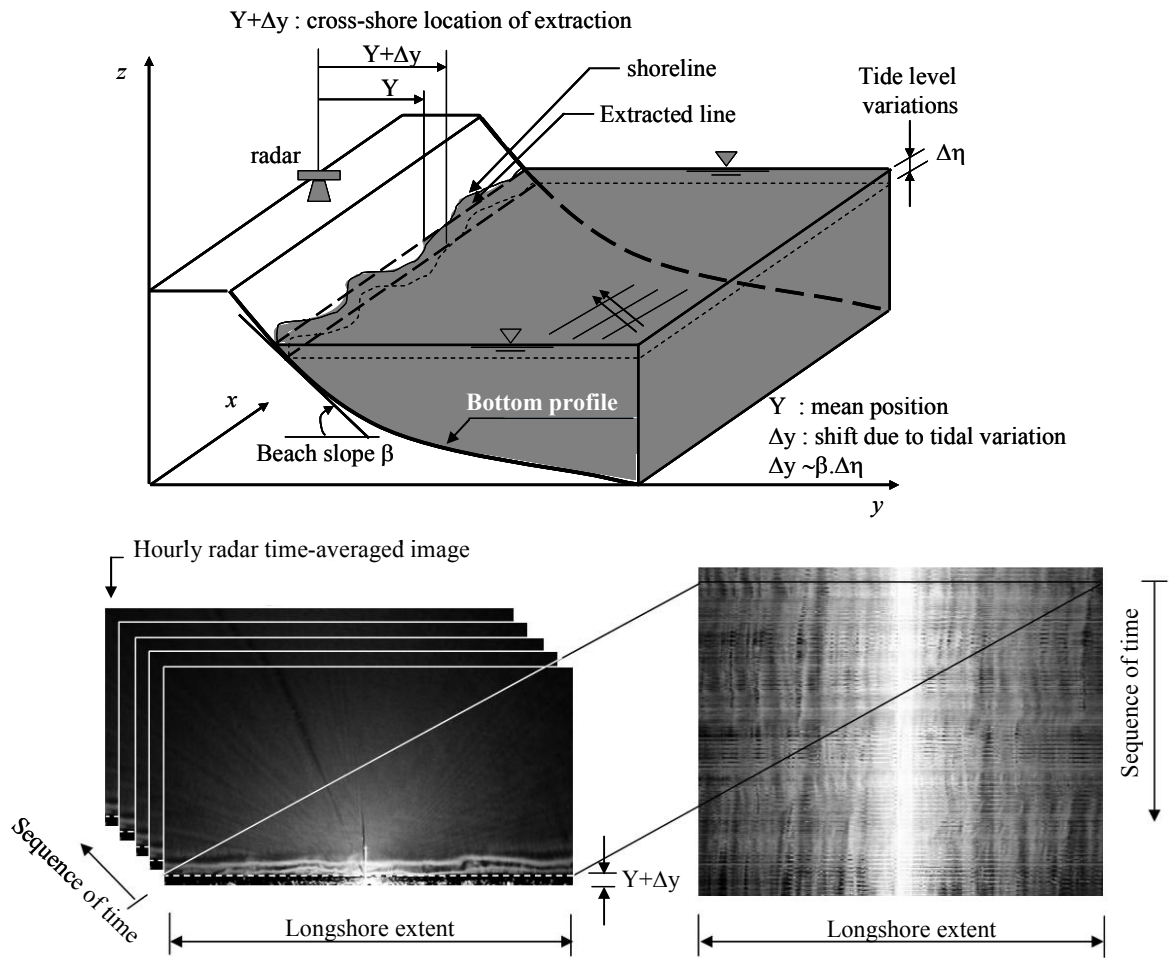 Y+Δy : cross-shore location of extraction
Y+Δy
z
shoreline
Y
Tide level
variations
Extracted line
radar
Δη
x
Bottom profile
Y : mean position
Beach slope β
Δy : shift due to tidal variation
Δy ~β.Δη
y
Hourly radar time-averaged image
Sequence of time
Sequence of time
Y+Δy
Longshore extent
Longshore extent